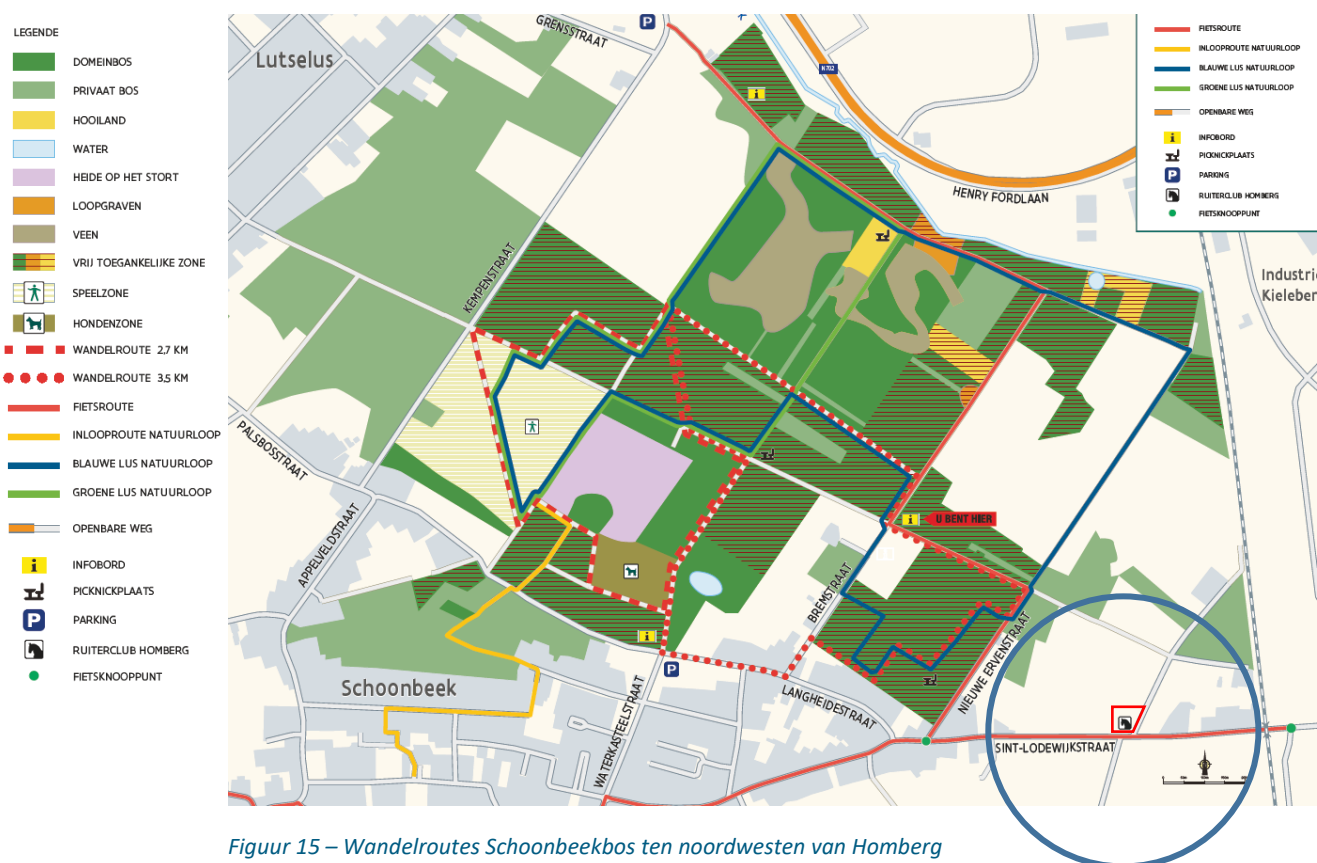 LEGENDE
DOMEINBOS
PRIVAAT BOS
HOOILAND
WATER
HEIDE OP HET STORT
LOOPGRAVEN
VEEN
VRIJ TOEGANKELIJKE ZONE
SPEELZONE
HONDENZONE
WANDELROUTE 2,7 KM
WANDELROUTE 3,5 KM
FIETSROUTE
INLOOPROUTE NATUURLOOP
BLAUWE LUS NATUURLOOP
GROENE LUS NATUURLOOP
OPENBARE WEG
i INFOBORD
PICKNICKPLAATS
P PARKING
RUITERCLUB HOMBERG
FIETSKNOOPPUNT
GRENSSTRAAT
P
Lutselus
i
N702
HENRY FORDLAAN
FIETSROUTE
INLOOPROUTE NATUURLOOP
BLAUWE LUS NATUURLOOP
GROENE LUS NATUURLOOP
OPENBARE WEG
i INFOBORD
PICKNICKPLAATS
P PARKING
RUITERCLUB HOMBERG
FIETSKNOOPPUNT
Industrie
Kieleber
KEMPENSTRAAT
PALSBOSSTRAAT
APPELVELDSTRAAT
i U BENT HIER
BREMSTRAAT
i
P
NIEUWE ERVENSTRAAT
LANGHEIDESTRAAT
Schoonbeek
WATERKASTEELSTRAAT
SINT-LODEWIJKSTRAAT
Figuur 15 – Wandelroutes Schoonbeekbos ten noordwesten van Homberg